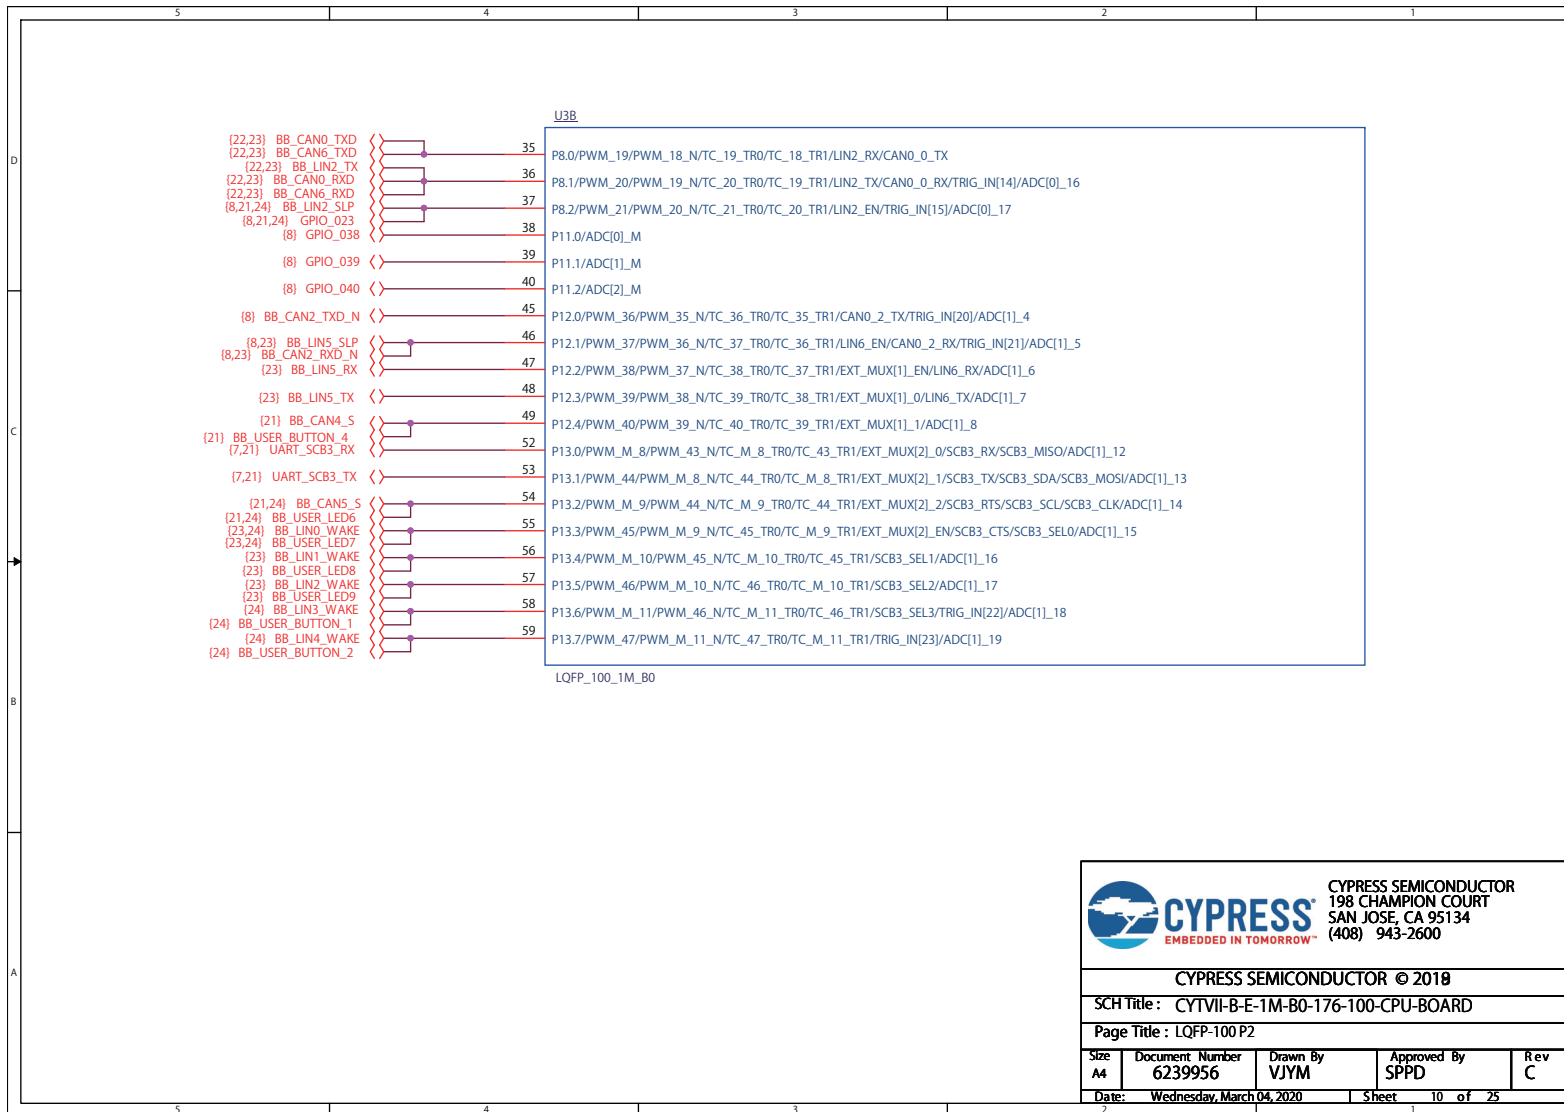 5 4 3 2 1
D
C
B
A
U3B
{22,23} BB_CAN0_TXD
{22,23} BB_CAN6_TXD
35 P8.0/PWM_19/PWM_18_N/TC_19_TR0/TC_18_TR1/LIN2_RX/CAN0_0_TX
{22,23} BB_LIN2_TX
{22,23} BB_CAN0_RXD
36 P8.1/PWM_20/PWM_19_N/TC_20_TR0/TC_19_TR1/LIN2_TX/CAN0_0_RX/TRIG_IN[14]/ADC[0]_16
{22,23} BB_CAN6_RXD
{8,21,24} BB_LIN2_SLP
37 P8.2/PWM_21/PWM_20_N/TC_21_TR0/TC_20_TR1/LIN2_EN/TRIG_IN[15]/ADC[0]_17
{8,21,24} GPIO_023
{8} GPIO_038 38 P11.0/ADC[0]_M
{8} GPIO_039 39 P11.1/ADC[1]_M
{8} GPIO_040 40 P11.2/ADC[2]_M
{8} BB_CAN2_TXD_N 45 P12.0/PWM_36/PWM_35_N/TC_36_TR0/TC_35_TR1/CAN0_2_TX/TRIG_IN[20]/ADC[1]_4
{8,23} BB_LIN5_SLP 46 P12.1/PWM_37/PWM_36_N/TC_37_TR0/TC_36_TR1/LIN6_EN/CAN0_2_RX/TRIG_IN[21]/ADC[1]_5
{8,23} BB_CAN2_RXD_N
{23} BB_LIN5_RX 47 P12.2/PWM_38/PWM_37_N/TC_38_TR0/TC_37_TR1/EXT_MUX[1]_EN/LIN6_RX/ADC[1]_6
{23} BB_LIN5_TX 48 P12.3/PWM_39/PWM_38_N/TC_39_TR0/TC_38_TR1/EXT_MUX[1]_0/LIN6_TX/ADC[1]_7
{21} BB_CAN4_S 49 P12.4/PWM_40/PWM_39_N/TC_40_TR0/TC_39_TR1/EXT_MUX[1]_1/ADC[1]_8
{21} BB_USER_BUTTON_4
{7,21} UART_SCB3_RX 52 P13.0/PWM_M_8/PWM_43_N/TC_M_8_TR0/TC_43_TR1/EXT_MUX[2]_0/SCB3_RX/SCB3_MISO/ADC[1]_12
{7,21} UART_SCB3_TX 53 P13.1/PWM_44/PWM_M_8_N/TC_44_TR0/TC_M_8_TR1/EXT_MUX[2]_1/SCB3_TX/SCB3_SDA/SCB3_MOSI/ADC[1]_13
{21,24} BB_CAN5_S 54 P13.2/PWM_M_9/PWM_44_N/TC_M_9_TR0/TC_44_TR1/EXT_MUX[2]_2/SCB3_RTS/SCB3_SCL/SCB3_CLK/ADC[1]_14
{21,24} BB_USER_LED6
{23,24} BB_LIN0_WAKE 55 P13.3/PWM_45/PWM_M_9_N/TC_45_TR0/TC_M_9_TR1/EXT_MUX[2]_EN/SCB3_CTS/SCB3_SEL0/ADC[1]_15
{23,24} BB_USER_LED7
{23} BB_LIN1_WAKE 56 P13.4/PWM_M_10/PWM_45_N/TC_M_10_TR0/TC_45_TR1/SCB3_SEL1/ADC[1]_16
{23} BB_USER_LED8
{23} BB_LIN2_WAKE 57 P13.5/PWM_46/PWM_M_10_N/TC_46_TR0/TC_M_10_TR1/SCB3_SEL2/ADC[1]_17
{23} BB_USER_LED9
{24} BB_LIN3_WAKE 58 P13.6/PWM_M_11/PWM_46_N/TC_M_11_TR0/TC_46_TR1/SCB3_SEL3/TRIG_IN[22]/ADC[1]_18
{24} BB_USER_BUTTON_1
{24} BB_LIN4_WAKE 59 P13.7/PWM_47/PWM_M_11_N/TC_47_TR0/TC_M_11_TR1/TRIG_IN[23]/ADC[1]_19
{24} BB_USER_BUTTON_2
LQFP_100_1M_B0
CYPRESS
EMBEDDED IN TOMORROW™
CYPRESS SEMICONDUCTOR
198 CHAMPION COURT
SAN JOSE, CA 95134
(408) 943-2600
CYPRESS SEMICONDUCTOR ©
SCH Title : CYTVII-B-E-1M-B0-176-100-CPU-BOARD
Page Title : LQFP-100 P2
Size Document Number Drawn By Approved By Rev
A4 6239956 VJYM SPPD C
Date: Wednesday, March 04, 2020 Sheet 10 of 25
5 4 3 2 1